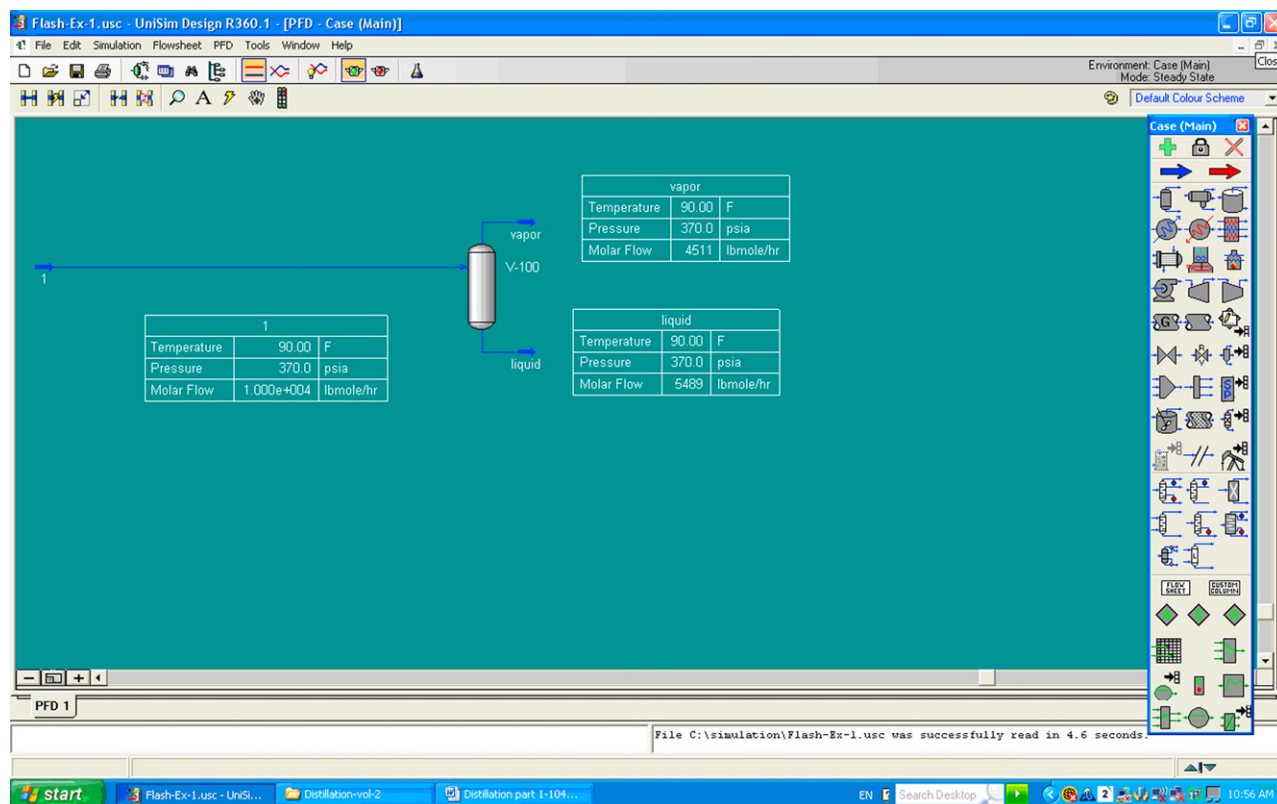 Flash-Ex-1.usc - UniSim Design R360.1 - [PFD - Case (Main)]
File Edit Simulation Flowsheet PFD Tools Window Help
Environment: Case (Main)
Mode: Steady State
Clos
A
Default Colour Scheme
Case (Main)
vapor
Temperature 90.00 F
Pressure 370.0 psia
Molar Flow 4511 lbmole/hr
vapor
V-100
1
liquid
1
Temperature 90.00 F
Pressure 370.0 psia
Molar Flow 1.000e+004 lbmole/hr
liquid
Temperature 90.00 F
Pressure 370.0 psia
Molar Flow 5489 lbmole/hr
FLOW SHEET
CUSTOM COLUMN
PFD 1
File C:\simulation\Flash-Ex-1.usc was successfully read in 4.6 seconds.
start Flash-Ex-1.usc - UniSi... Distillation-vol-2 Distillation part 1-104... EN Search Desktop 2 10:56 AM